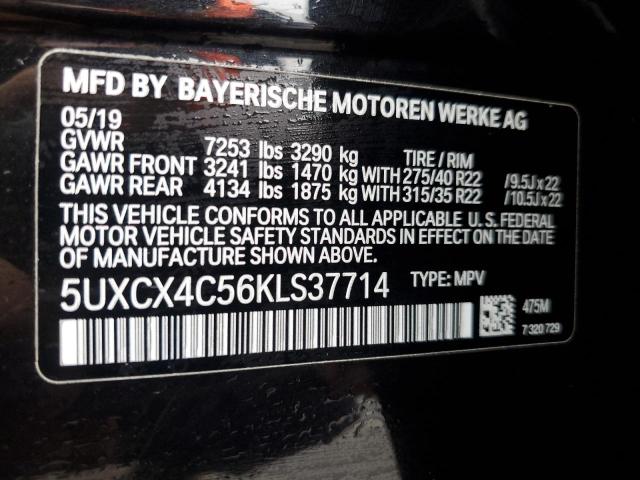 MFD BY BAYERISCHE MOTOREN WERKE AG
05/19
GVWR 7253 lbs 3290 kg TIRE / RIM
GAWR FRONT 3241 lbs 1470 kg WITH 275/40 R22 /9.5J x 22
GAWR REAR 4134 lbs 1875 kg WITH 315/35 R22 /10.5J x 22
THIS VEHICLE CONFORMS TO ALL APPLICABLE U.S. FEDERAL
MOTOR VEHICLE SAFETY STANDARDS IN EFFECT ON THE DATE
OF MANUFACTURE SHOWN ABOVE.
5UXCX4C56KLS37714 TYPE: MPV
475M
7 320 729